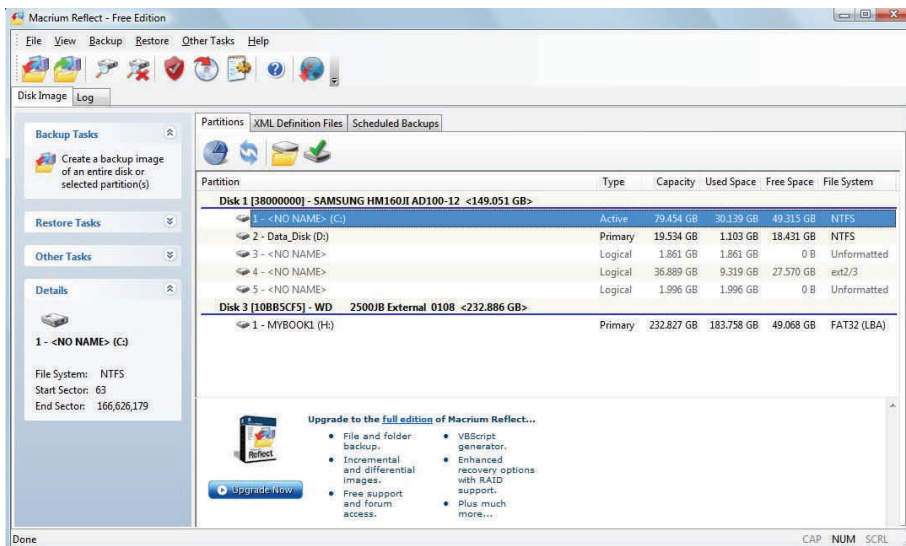 Macrium Reflect - Free Edition
File View Backup Restore Other Tasks Help
Disk Image Log
Backup Tasks
Create a backup image
of an entire disk or
selected partition(s)
Restore Tasks
Other Tasks
Details
1 - <NO NAME> (C:)
File System: NTFS
Start Sector: 63
End Sector: 166,626,179
Partitions XML Definition Files Scheduled Backups
Partition Type Capacity Used Space Free Space File System
Disk 1 [38000000] - SAMSUNG HM160JI AD100-12 <149.051 GB>
1 - <NO NAME> (C:) Active 79.454 GB 30.139 GB 49.315 GB NTFS
2 - Data_Disk (D:) Primary 19.534 GB 1.103 GB 18.431 GB NTFS
3 - <NO NAME> Logical 1.861 GB 1.861 GB 0 B Unformatted
4 - <NO NAME> Logical 36.889 GB 9.319 GB 27.570 GB ext2/3
5 - <NO NAME> Logical 1.996 GB 1.996 GB 0 B Unformatted
Disk 3 [10BB5CF5] - WD 2500JB External 0108 <232.886 GB>
1 - MYBOOK1 (H:) Primary 232.827 GB 183.758 GB 49.068 GB FAT32 (LBA)
Reflect
Upgrade Now
Upgrade to the full edition of Macrium Reflect...
• File and folder
backup.
• Incremental
and differential
images.
• Free support
and forum
access.
• VBScript
generator.
• Enhanced
recovery options
with RAID
support.
• Plus much
more...
Done CAP NUM SCRL